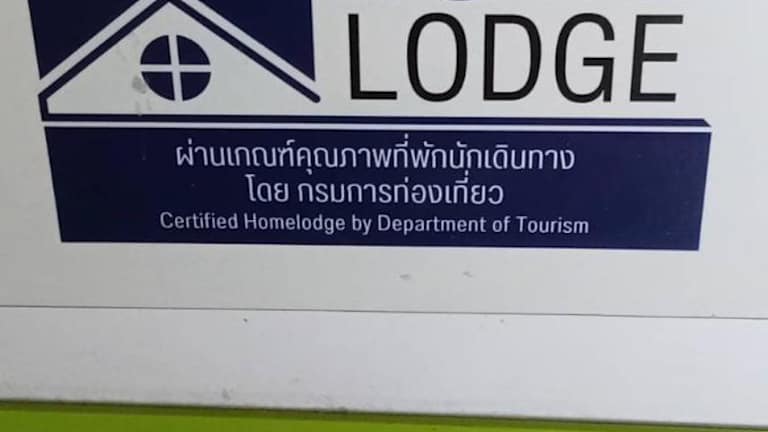 LODGE
ผ่านเกณฑ์คุณภาพที่พักนักเดินทาง
โดย กรมการท่องเที่ยว
Certified Homelodge by Department of Tourism